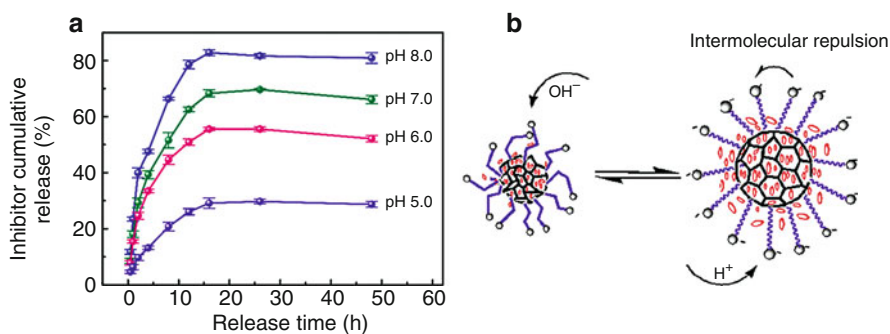 a
Inhibitor cumulative
release (%)
80
60
40
20
0
pH 8.0
pH 7.0
pH 6.0
pH 5.0
0 10 20 30 40 50 60
Release time (h)
b
Intermolecular repulsion
OH⁻
H⁺